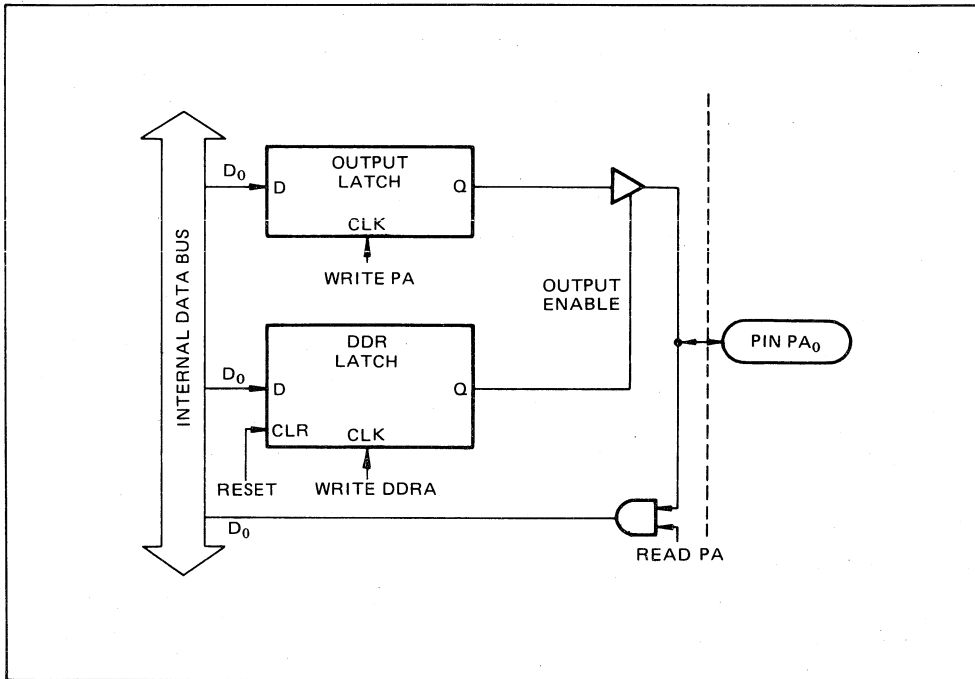 INTERNAL DATA BUS
D₀
D
OUTPUT
LATCH
Q
CLK
WRITE PA
OUTPUT
ENABLE
PIN PA₀
D₀
D
DDR
LATCH
Q
CLR
CLK
RESET
WRITE DDRA
D₀
READ PA